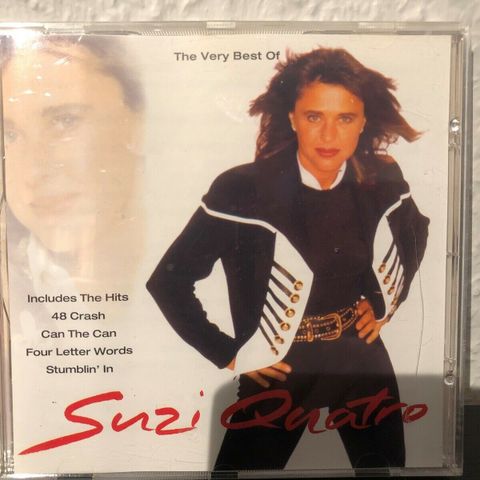 The Very Best Of
Includes The Hits
48 Crash
Can The Can
Four Letter Words
Stumblin' In
Suzi Quatro